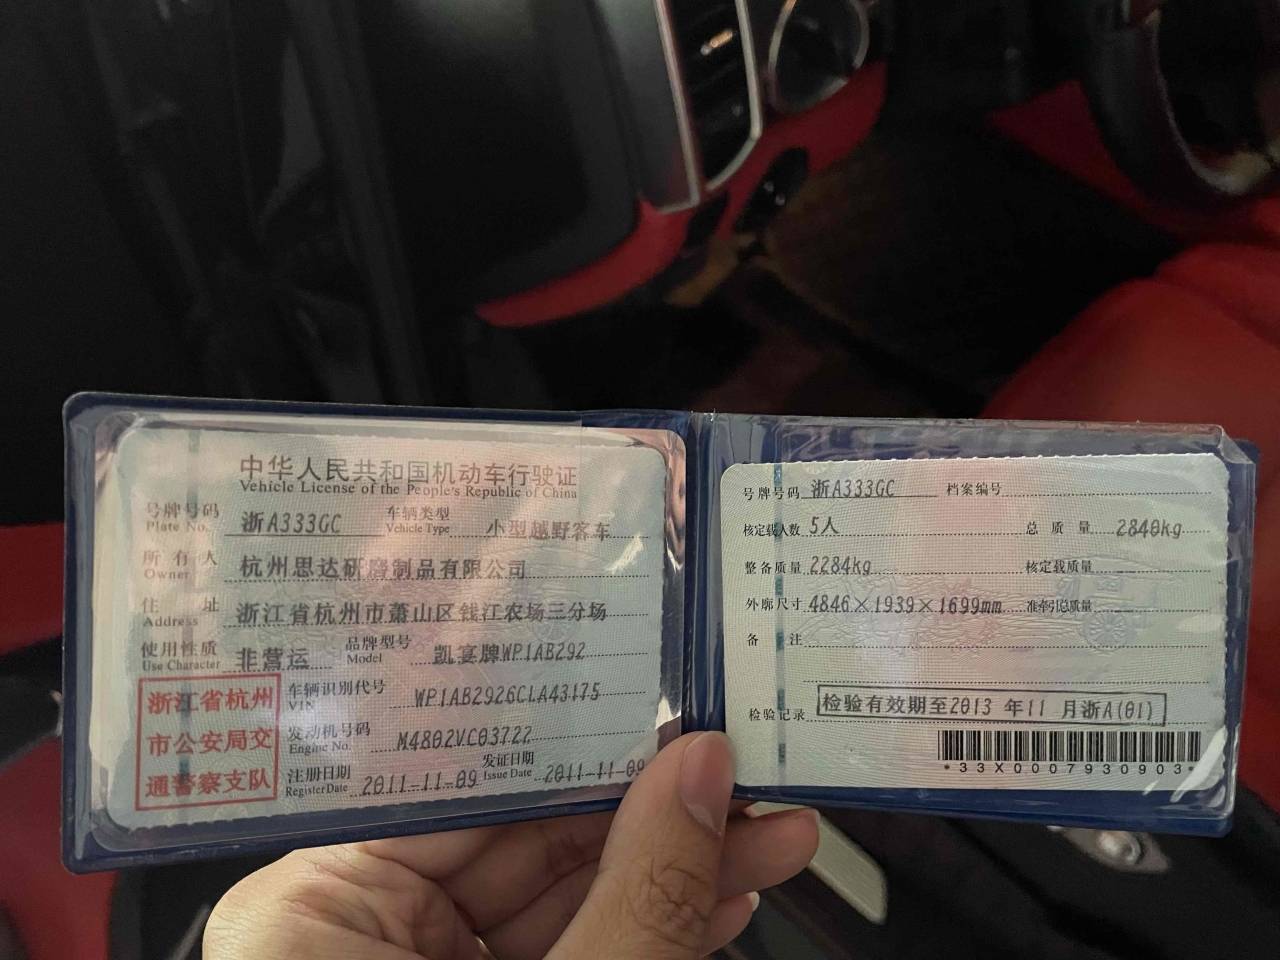 中华人民共和国机动车行驶证
Vehicle License of the People's Republic of China
号牌号码 浙A333GC 车辆类型 小型越野客车
Plate No. Vehicle Type
所有人 杭州思达研磨制品有限公司
Owner
住址 浙江省杭州市萧山区钱江农场三分场
Address
使用性质 非营运 品牌型号 凯宴牌WP1AB292
Use Character Model
浙江省杭州
市公安局交
通警察支队
车辆识别代号 WP1AB2926CLA43175
VIN
发动机号码 M4802VC03722
Engine No.
注册日期 2011-11-09 发证日期 2011-11-09
Register Date Issue Date
号牌号码 浙A333GC 档案编号
核定载人数 5人 总质量 2840kg
整备质量 2284kg 核定载质量
外廓尺寸 4846×1939×1699mm 准牵引总质量
备注
检验记录 检验有效期至2013 年11 月浙A(01)
*33X0007930903*